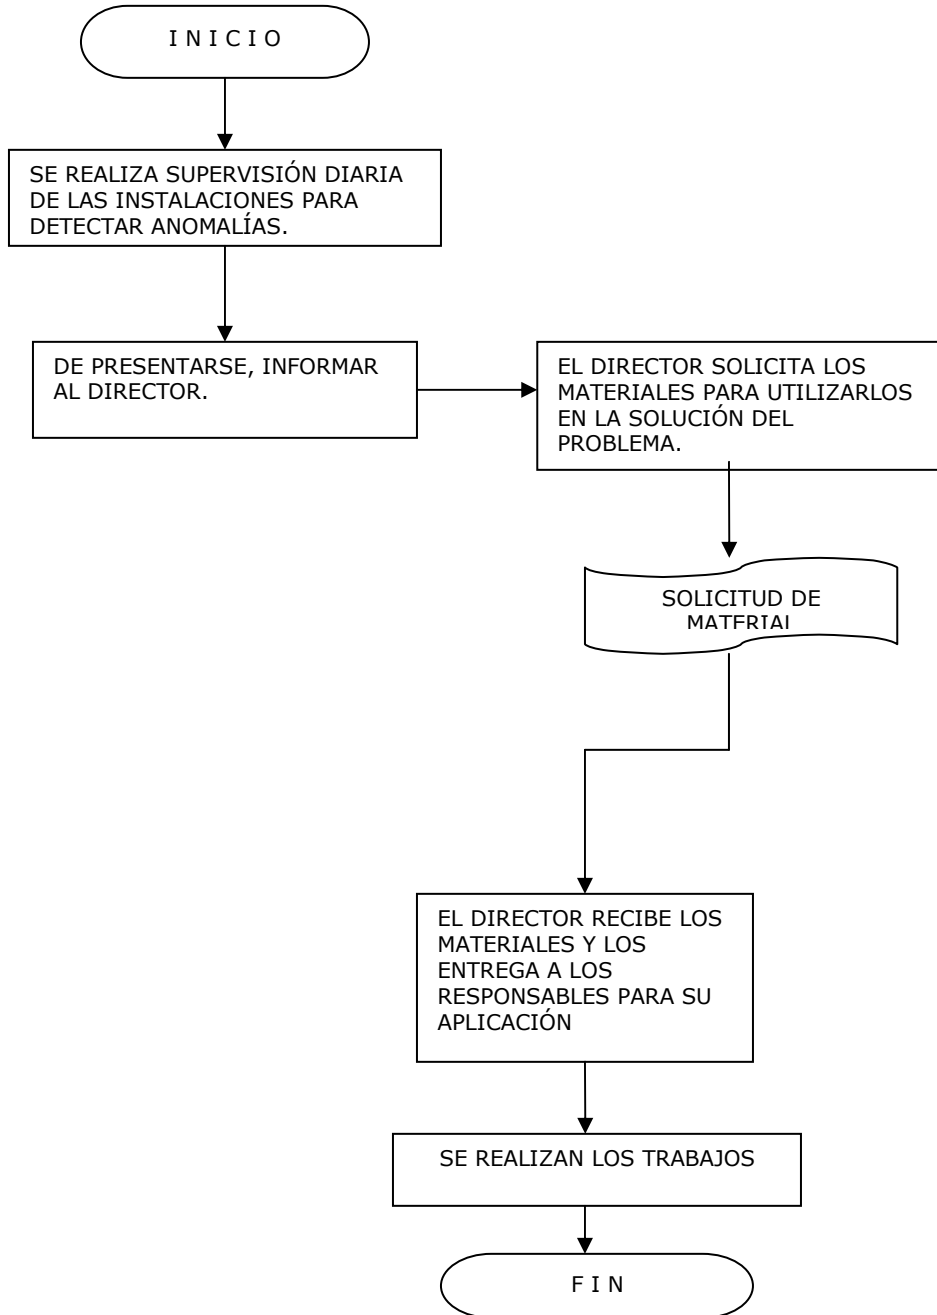 I N I C I O
SE REALIZA SUPERVISIÓN DIARIA
DE LAS INSTALACIONES PARA
DETECTAR ANOMALÍAS.
DE PRESENTARSE, INFORMAR
AL DIRECTOR.
EL DIRECTOR SOLICITA LOS
MATERIALES PARA UTILIZARLOS
EN LA SOLUCIÓN DEL
PROBLEMA.
SOLICITUD DE
MATERIAL
EL DIRECTOR RECIBE LOS
MATERIALES Y LOS
ENTREGA A LOS
RESPONSABLES PARA SU
APLICACIÓN
SE REALIZAN LOS TRABAJOS
F I N